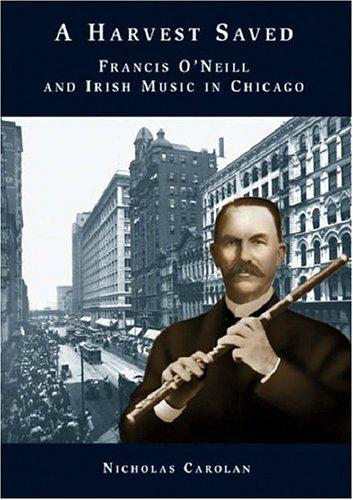 A HARVEST SAVED
FRANCIS O'NEILL
AND IRISH MUSIC IN CHICAGO
NICHOLAS CAROLAN